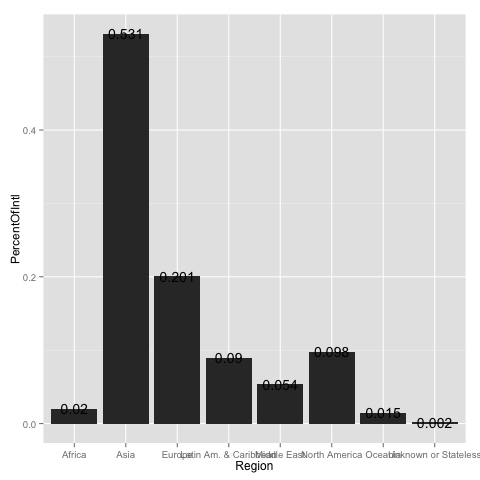 PercentOfIntl
0.4
0.2
0.0
0.02
0.531
0.201
0.09
0.054
0.098
0.015
0.002
Africa
Asia
Europe
Latin Am. & Caribbean
Middle East
North America
Oceania
Unknown or Stateless
Region